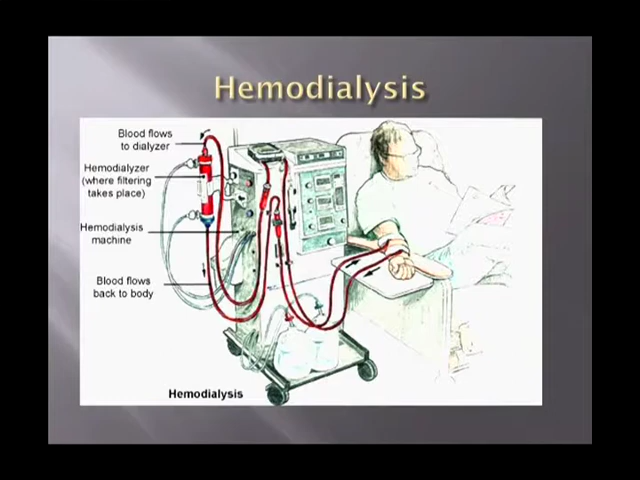 Hemodialysis
Blood flows
to dialyzer
Hemodialyzer
(where filtering
takes place)
Hemodialysis
machine
Blood flows
back to body
Hemodialysis